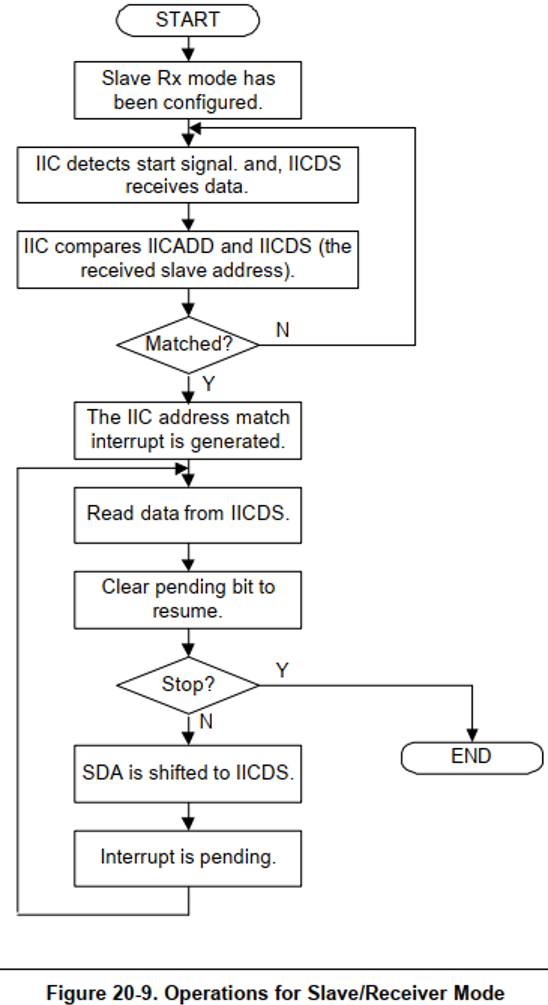 START
Slave Rx mode has
been configured.
IIC detects start signal. and, IICDS
receives data.
IIC compares IICADD and IICDS (the
received slave address).
Matched?
N
Y
The IIC address match
interrupt is generated.
Read data from IICDS.
Clear pending bit to
resume.
Stop?
Y
N
END
SDA is shifted to IICDS.
Interrupt is pending.
Figure 20-9. Operations for Slave/Receiver Mode